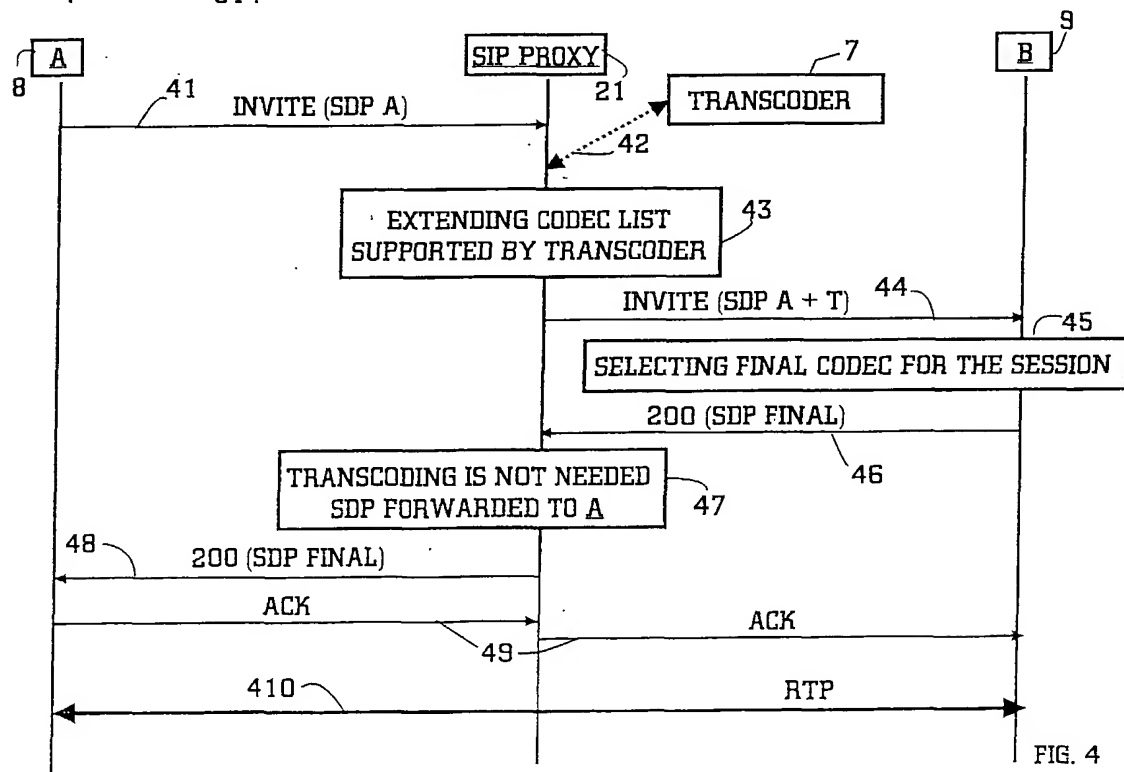 A
8
SIP PROXY
21
7
TRANSCODER
B
9
41
INVITE (SDP A)
42
EXTENDING CODEC LIST
SUPPORTED BY TRANSCODER
43
INVITE (SDP A + T)
44
45
SELECTING FINAL CODEC FOR THE SESSION
200 (SDP FINAL)
46
TRANSCODING IS NOT NEEDED
SDP FORWARDED TO A
47
48
200 (SDP FINAL)
ACK
49
ACK
410
RTP
FIG. 4